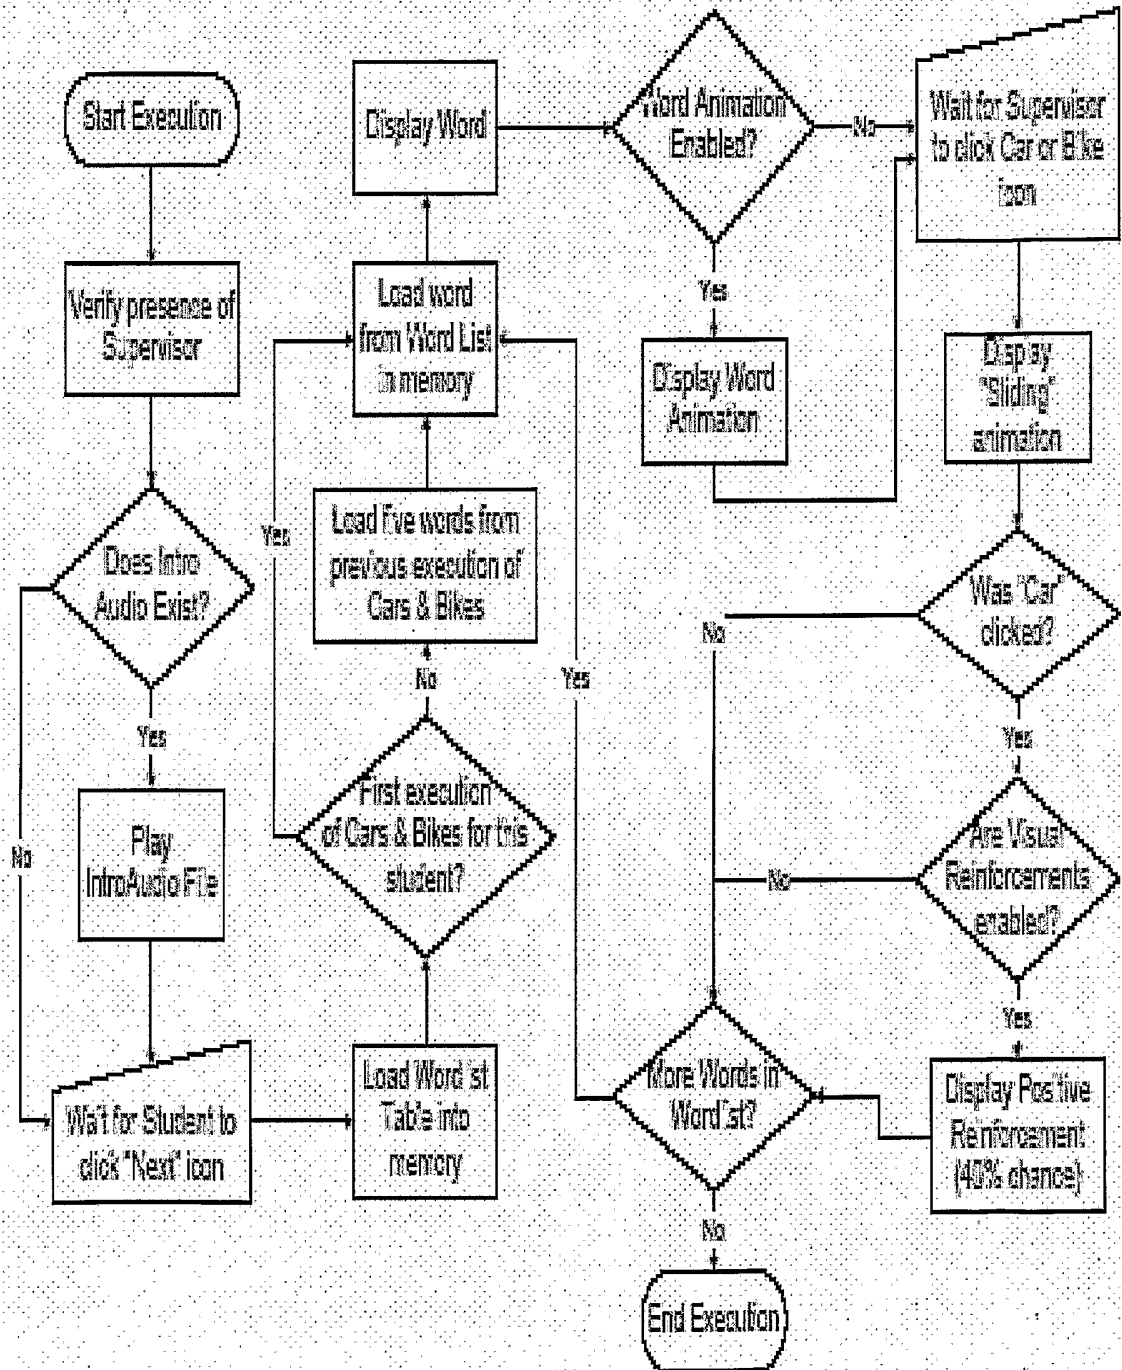 Start Execution
Verify presence of
Supervisor
Does Intro
Audio Exist?
Yes
No
Play
IntroAudio File
Wait for Student to
click "Next" icon
Load Word
Table into
memory
First execution
of Cars & Bikes for this
student?
No
Yes
Load five words from
previous execution of
Cars & Bikes
Load word
from Word List
in memory
Display Word
Word Animation
Enabled?
No
Yes
Display Word
Animation
Wait for Supervisor
to click Car or Bike
icon
Display
"Sliding"
animation
Was "Car"
clicked?
No
Yes
Are Visual
Reinforcements
enabled?
No
Yes
Display Positive
Reinforcement
(40% chance)
More Words in
Yes
No
End Execution